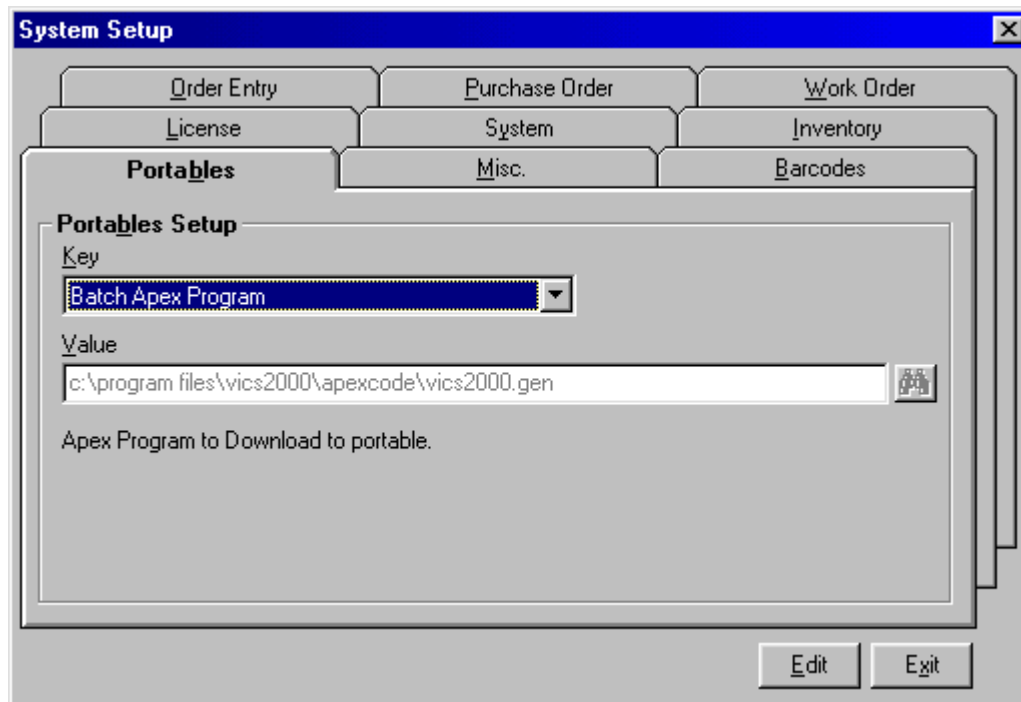 System Setup
Order Entry Purchase Order Work Order
License System Inventory
Portables Misc. Barcodes
Portables Setup
Key
Batch Apex Program
Value
c:\program files\vics2000\apexcode\vics2000.gen
Apex Program to Download to portable.
Edit Exit